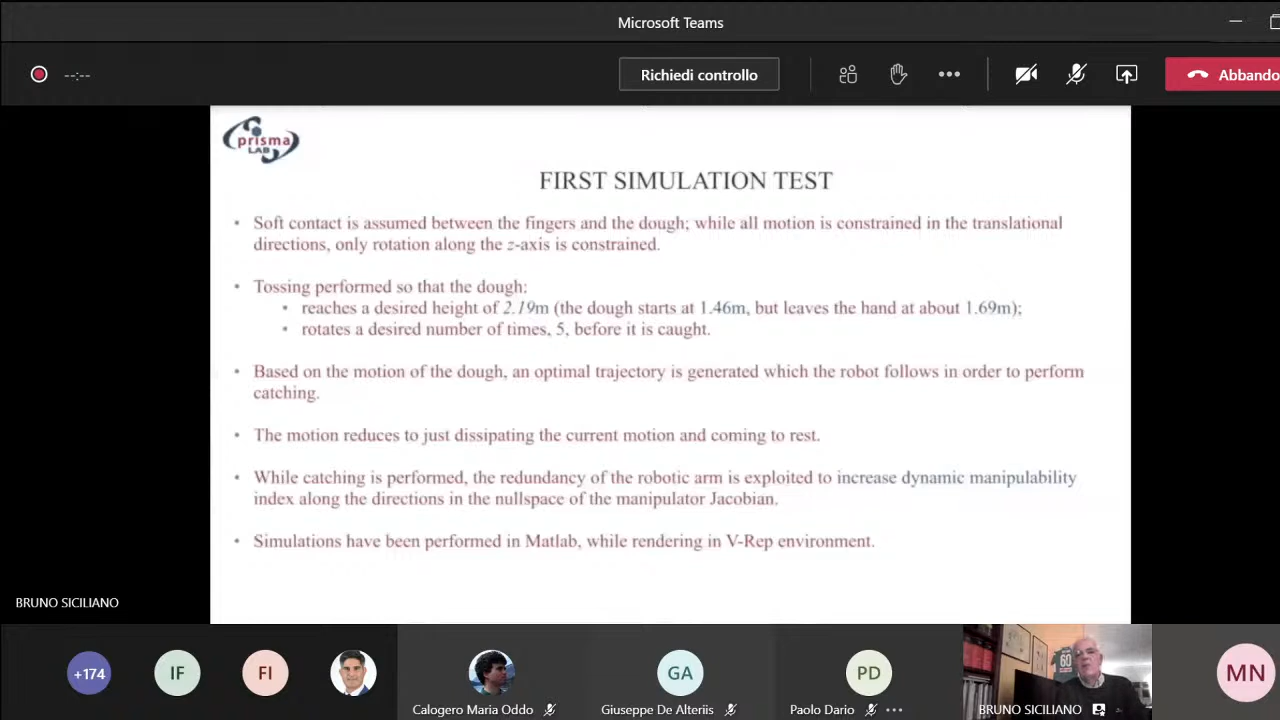 Microsoft Teams
--:--
Richiedi controllo
Abbando
prisma
LAB
FIRST SIMULATION TEST
• Soft contact is assumed between the fingers and the dough; while all motion is constrained in the translational
directions, only rotation along the z-axis is constrained.
• Tossing performed so that the dough:
• reaches a desired height of 2.19m (the dough starts at 1.46m, but leaves the hand at about 1.69m);
• rotates a desired number of times, 5, before it is caught.
• Based on the motion of the dough, an optimal trajectory is generated which the robot follows in order to perform
catching.
• The motion reduces to just dissipating the current motion and coming to rest.
• While catching is performed, the redundancy of the robotic arm is exploited to increase dynamic manipulability
index along the directions in the nullspace of the manipulator Jacobian.
• Simulations have been performed in Matlab, while rendering in V-Rep environment.
BRUNO SICILIANO
+174
IF
FI
GA
PD
60
MN
Calogero Maria Oddo
Giuseppe De Alteriis
Paolo Dario
BRUNO SICILIANO